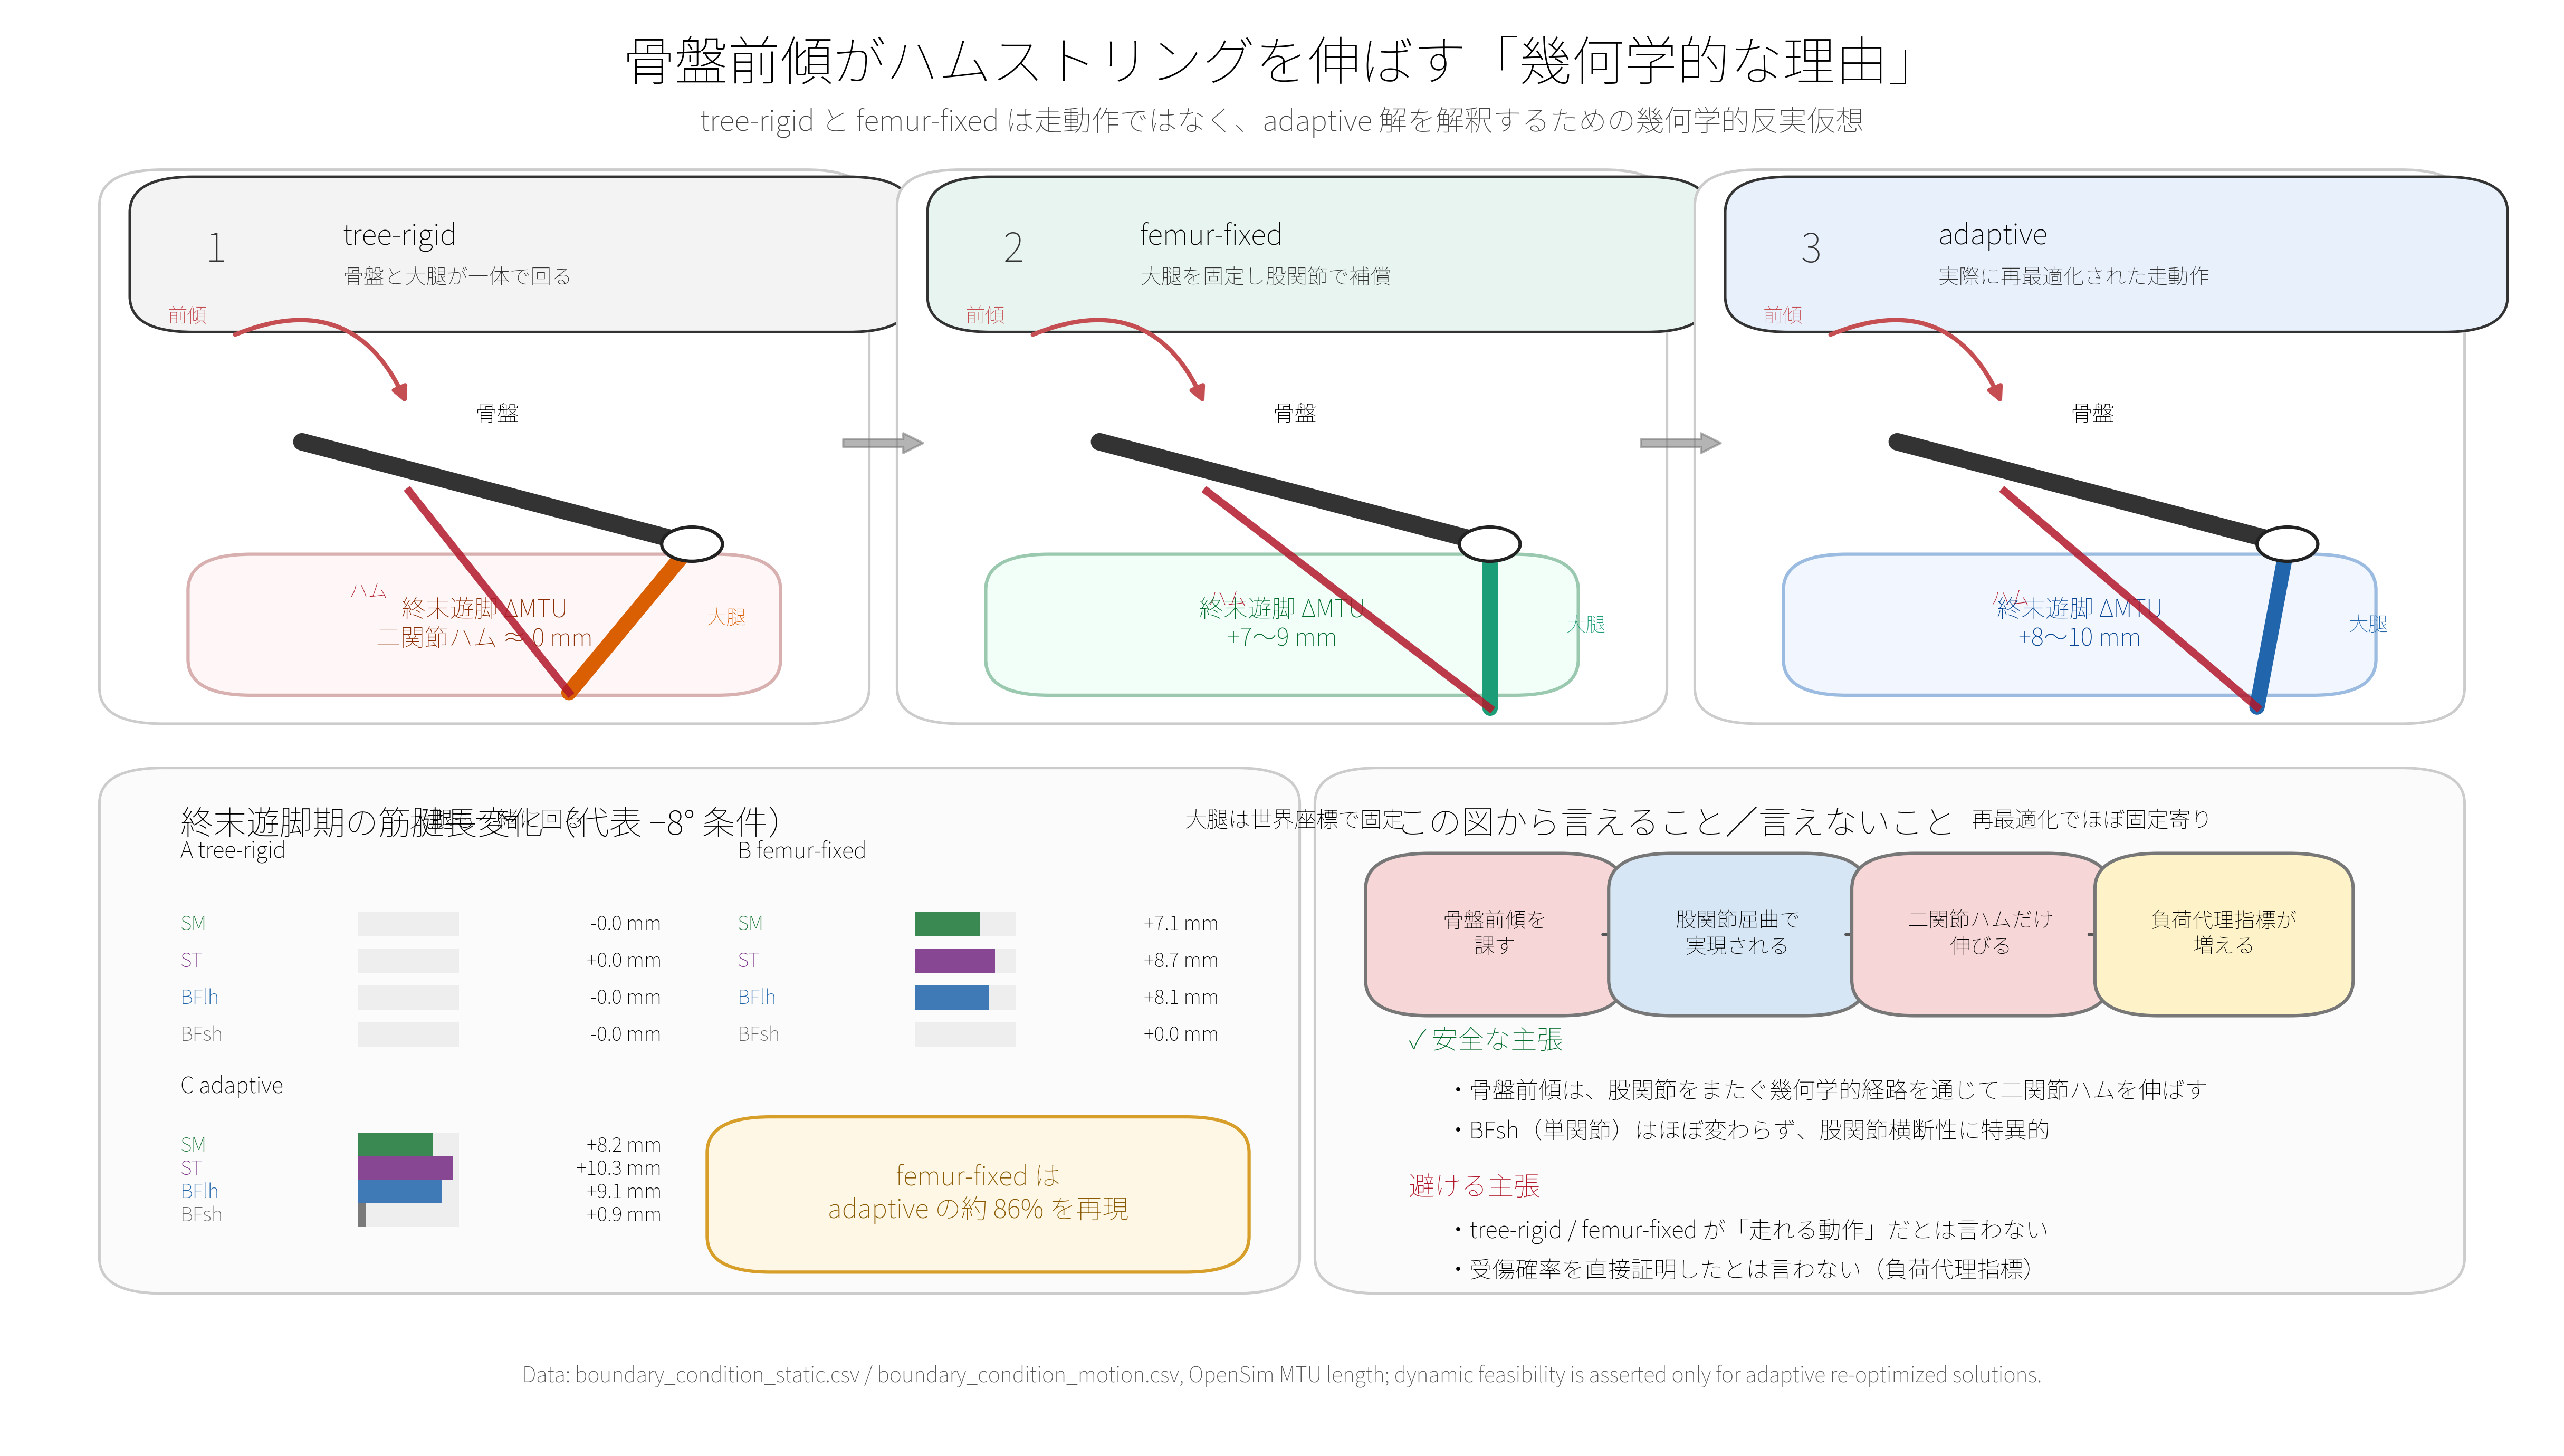 骨盤前傾がハムストリングを伸ばす「幾何学的な理由」
tree-rigid と femur-fixed は走動作ではなく、adaptive 解を解釈するための幾何学的反実仮想
1
tree-rigid
骨盤と大腿が一体で回る
前傾
骨盤
ハム
終末遊脚 ΔMTU
二関節ハム ≈ 0 mm
大腿
2
femur-fixed
大腿を固定し股関節で補償
前傾
骨盤
ハム
終末遊脚 ΔMTU
+7〜9 mm
大腿
3
adaptive
実際に再最適化された走動作
前傾
骨盤
ハム
終末遊脚 ΔMTU
+8〜10 mm
大腿
終末遊脚期の筋腱長変化（代表 −8° 条件）
大腿は世界座標で固定
A tree-rigid
SM -0.0 mm
ST +0.0 mm
BFlh -0.0 mm
BFsh -0.0 mm
B femur-fixed
SM +7.1 mm
ST +8.7 mm
BFlh +8.1 mm
BFsh +0.0 mm
C adaptive
SM +8.2 mm
ST +10.3 mm
BFlh +9.1 mm
BFsh +0.9 mm
femur-fixed は
adaptive の約 86% を再現
この図から言えること／言えないこと
再最適化でほぼ固定寄り
骨盤前傾を
課す
股関節屈曲で
実現される
二関節ハムだけ
伸びる
負荷代理指標が
増える
✓ 安全な主張
・骨盤前傾は、股関節をまたぐ幾何学的経路を通じて二関節ハムを伸ばす
・BFsh（単関節）はほぼ変わらず、股関節横断性に特異的
避ける主張
・tree-rigid / femur-fixed が「走れる動作」だとは言わない
・受傷確率を直接証明したとは言わない（負荷代理指標）
Data: boundary_condition_static.csv / boundary_condition_motion.csv, OpenSim MTU length; dynamic feasibility is asserted only for adaptive re-optimized solutions.